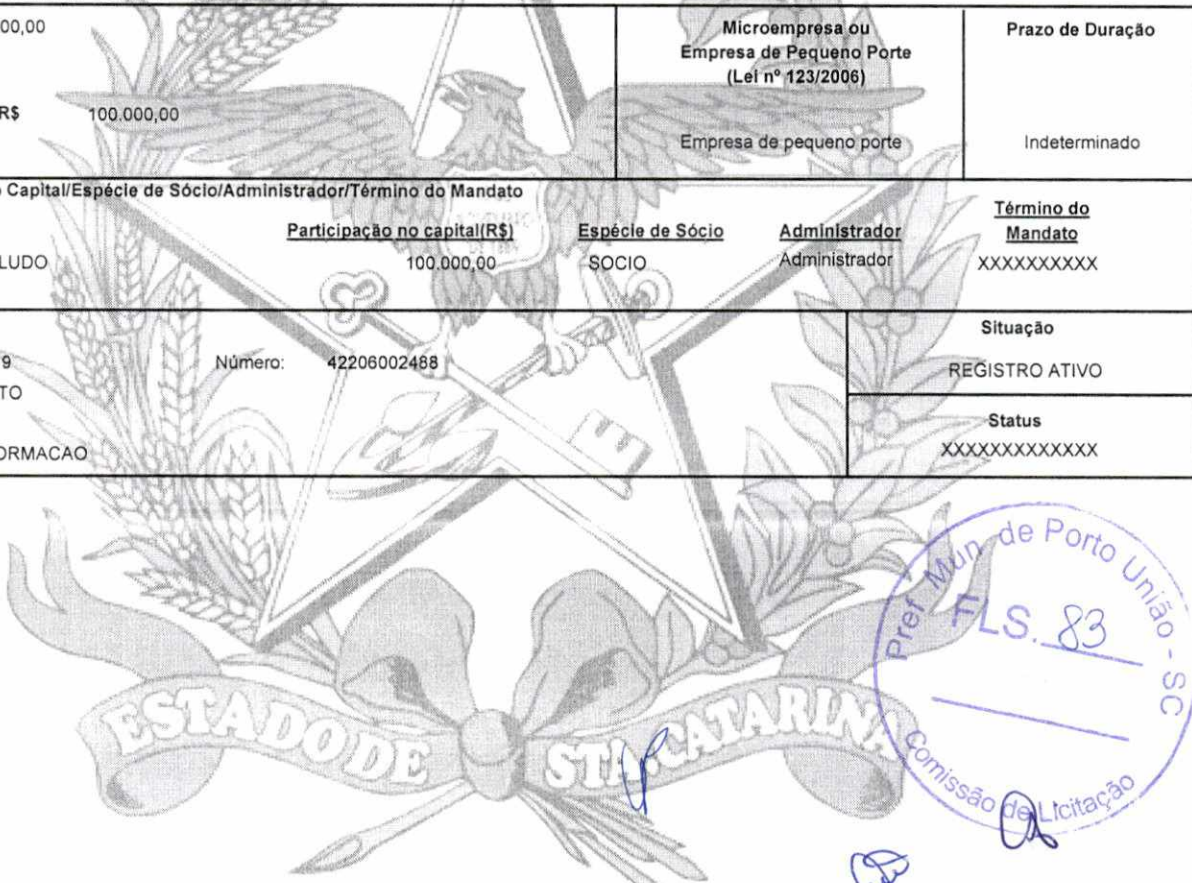 00,00
R$ 100.000,00
Microempresa ou
Empresa de Pequeno Porte
(Lei nº 123/2006)
Empresa de pequeno porte
Prazo de Duração
Indeterminado
Capital/Espécie de Sócio/Administrador/Término do Mandato
Participação no capital(R$) Espécie de Sócio Administrador Término do
Mandato
LUDO 100.000,00 SOCIO Administrador XXXXXXXXXX
9 Número: 42206002488
TO
ORMACAO
Situação
REGISTRO ATIVO
Status
XXXXXXXXXXXXX
Pref Mun. de Porto União - SC
FLS. 83
Comissão de Licitação
ESTADO DE STA. CATARINA